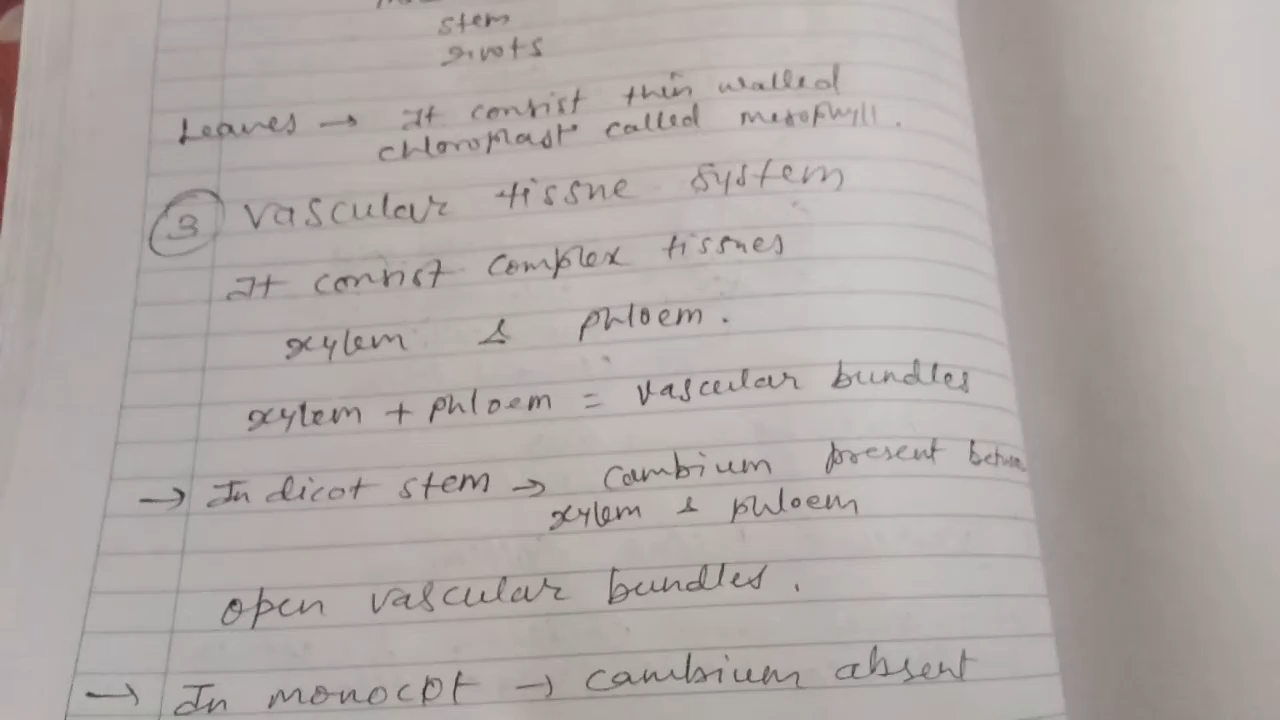 stem
roots
Leaves → It consist thin walled
chloroplast called mesophyll.
③ vascular tissue system
It consist complex tissues
xylem & phloem.
xylem + phloem = vascular bundles
→ In dicot stem → cambium present betwe
xylem & phloem
open vascular bundles.
→ In monocot → cambium absent